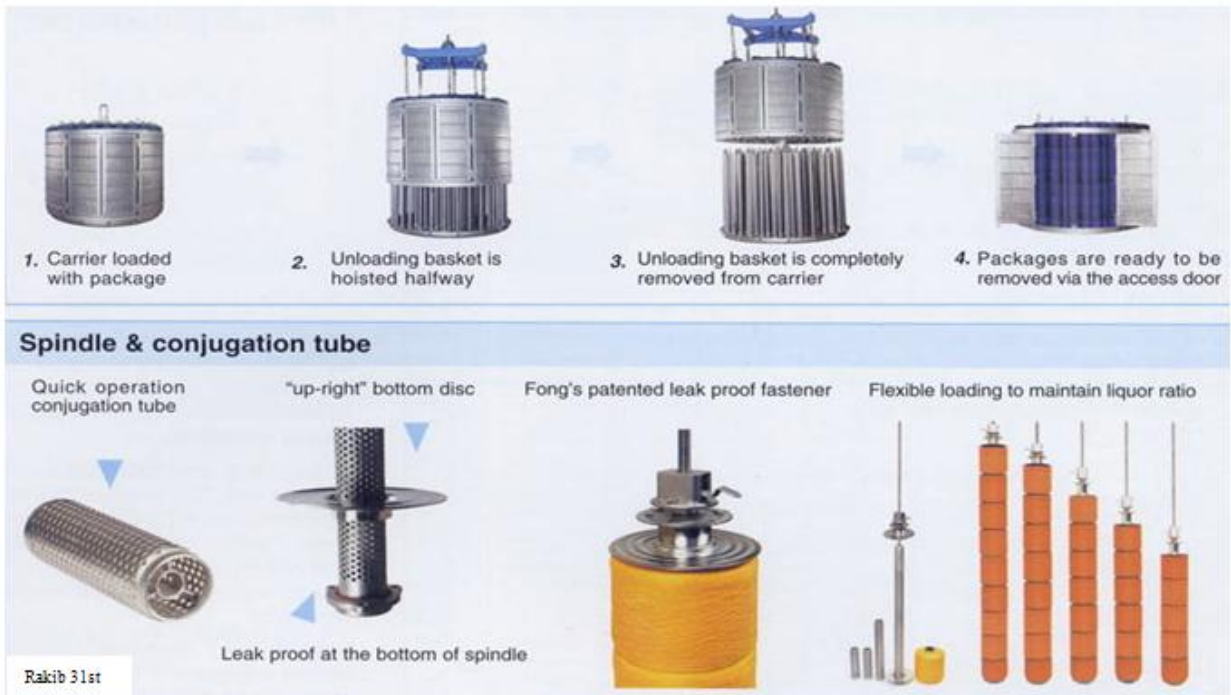 1. Carrier loaded
with package
2. Unloading basket is
hoisted halfway
3. Unloading basket is completely
removed from carrier
4. Packages are ready to be
removed via the access door
Spindle & conjugation tube
Quick operation
conjugation tube
"up-right" bottom disc
Leak proof at the bottom of spindle
Fong's patented leak proof fastener
Flexible loading to maintain liquor ratio
Rakib 31st